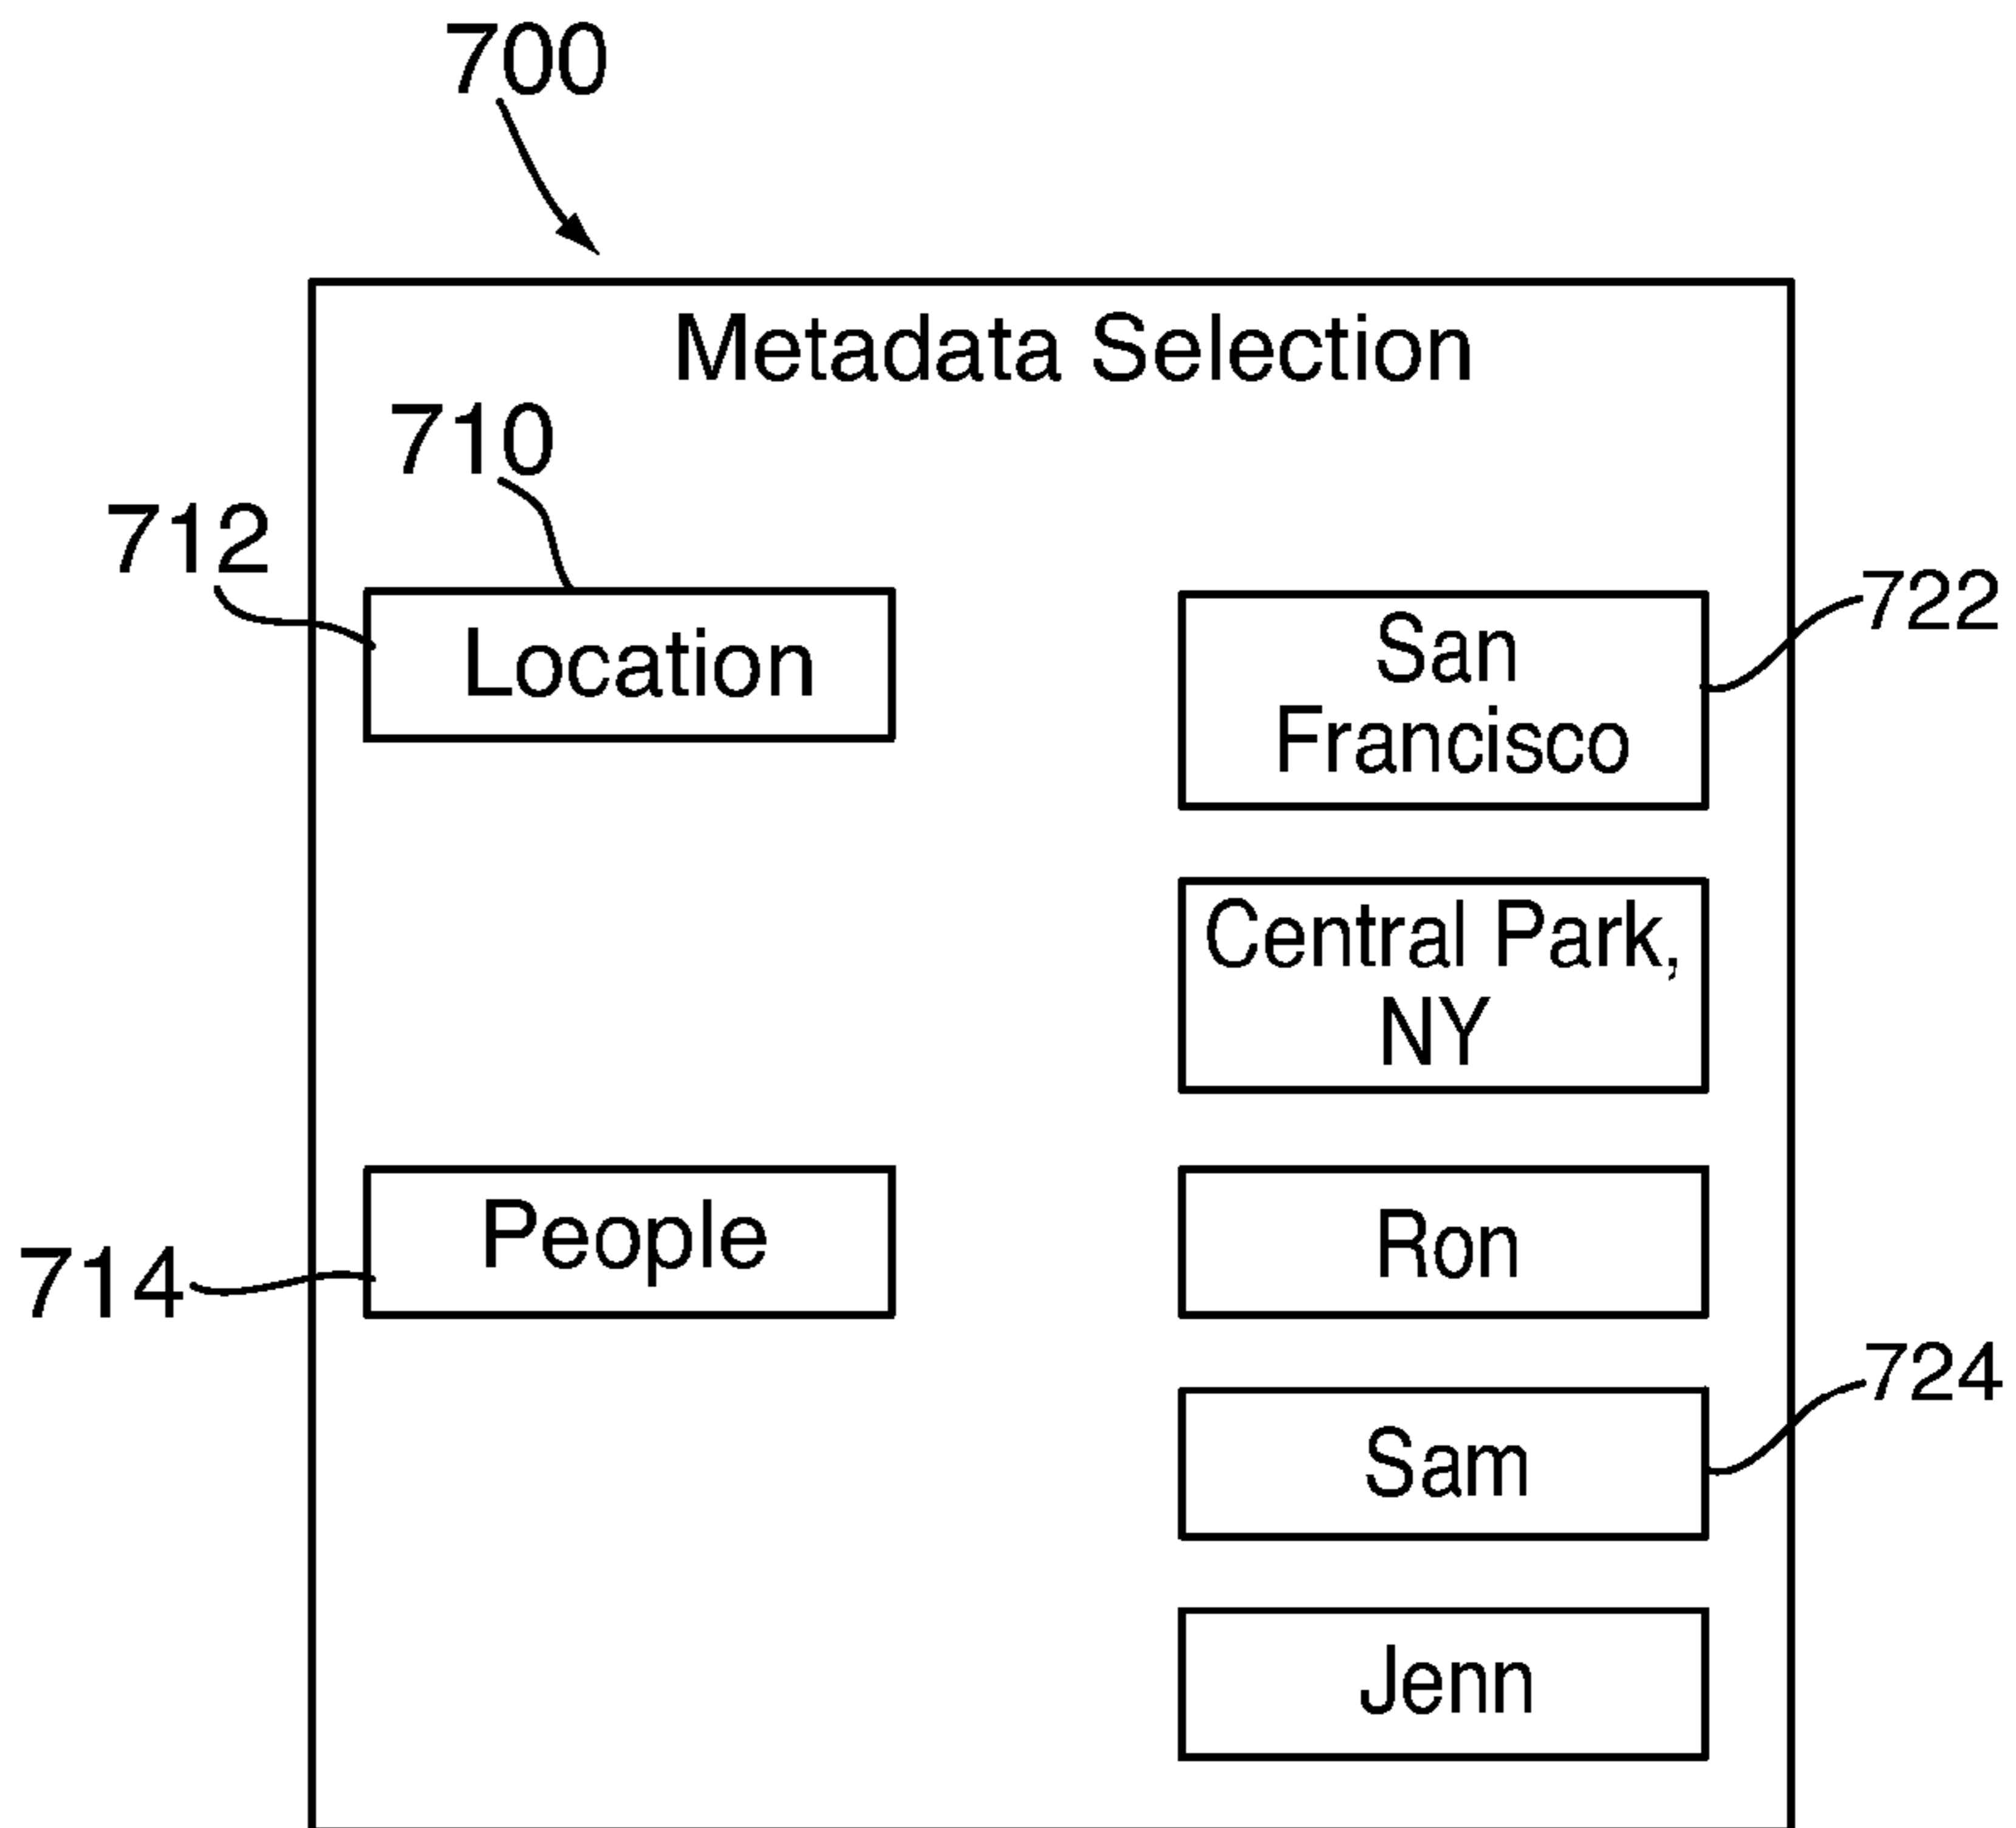 700
Metadata Selection
710
712
Location
San
Francisco
722
Central Park,
NY
People
714
Ron
724
Sam
Jenn